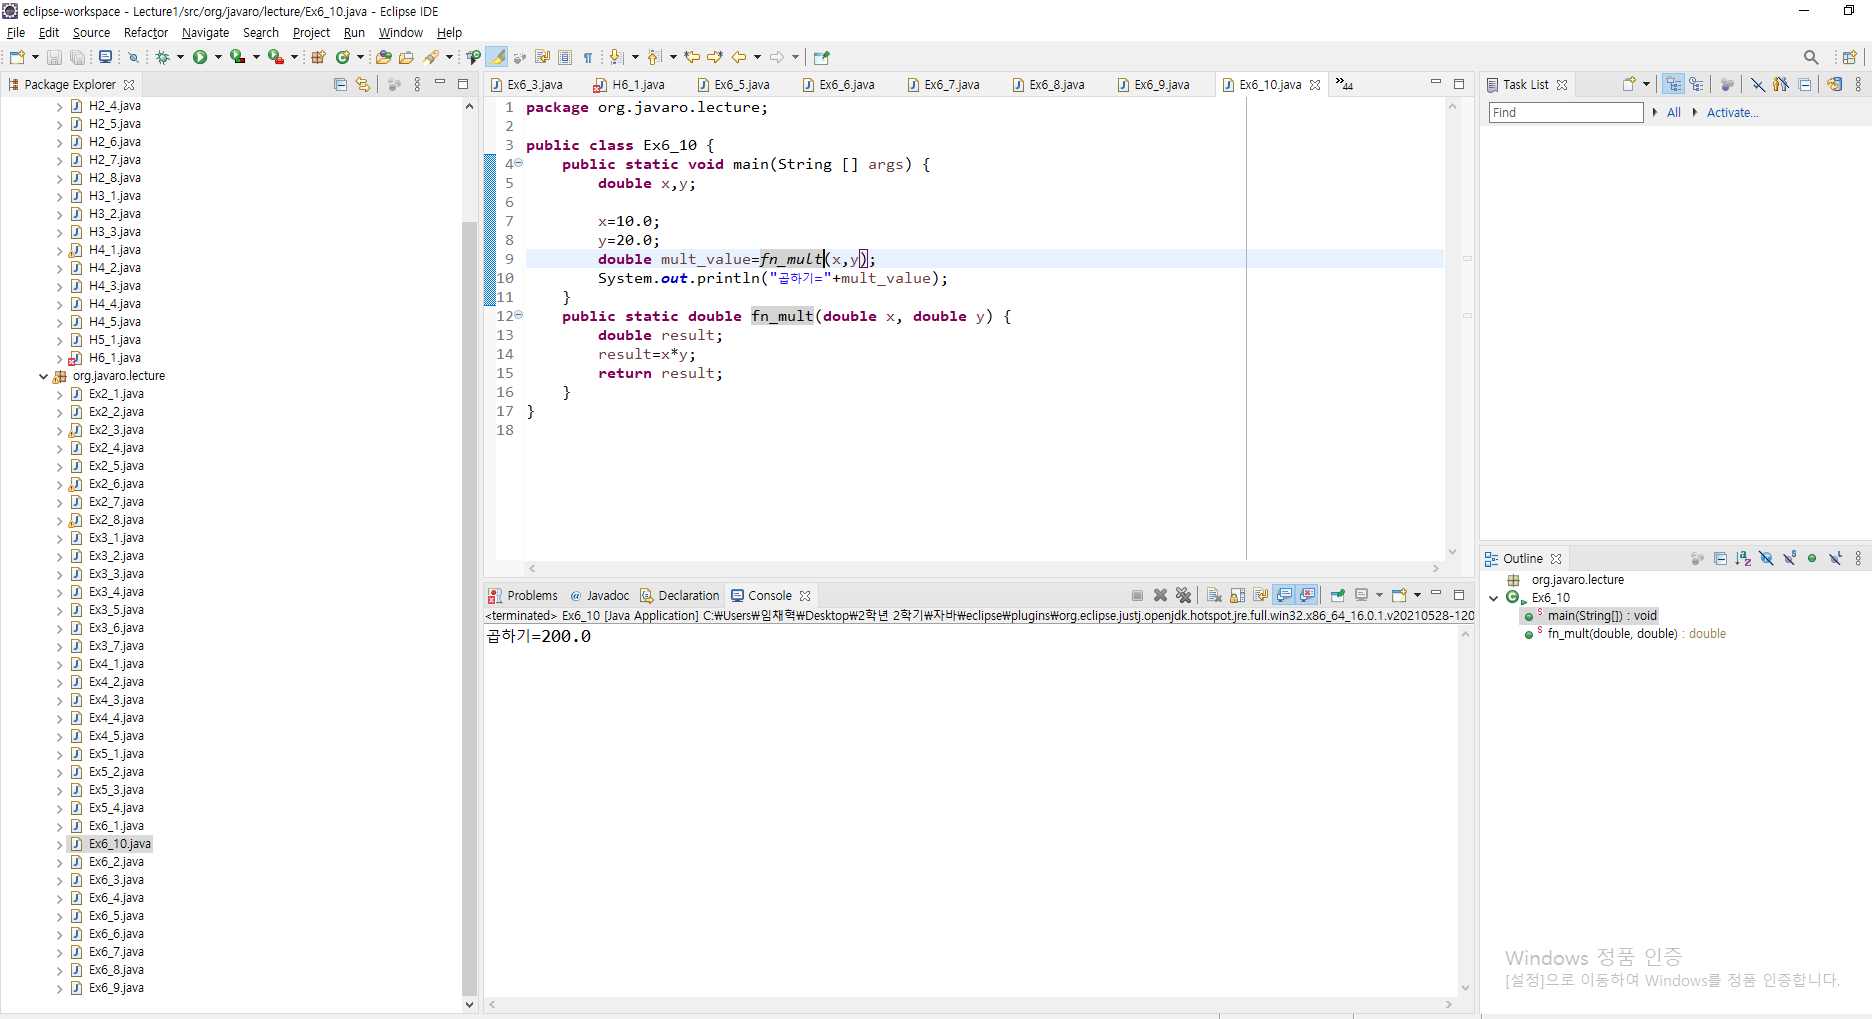 eclipse-workspace - Lecture1/src/org/javaro/lecture/Ex6_10.java - Eclipse IDE
File Edit Source Refactor Navigate Search Project Run Window Help
Package Explorer
H2_4.java
H2_5.java
H2_6.java
H2_7.java
H2_8.java
H3_1.java
H3_2.java
H3_3.java
H4_1.java
H4_2.java
H4_3.java
H4_4.java
H4_5.java
H5_1.java
H6_1.java
org.javaro.lecture
Ex2_1.java
Ex2_2.java
Ex2_3.java
Ex2_4.java
Ex2_5.java
Ex2_6.java
Ex2_7.java
Ex2_8.java
Ex3_1.java
Ex3_2.java
Ex3_3.java
Ex3_4.java
Ex3_5.java
Ex3_6.java
Ex3_7.java
Ex4_1.java
Ex4_2.java
Ex4_3.java
Ex4_4.java
Ex4_5.java
Ex5_1.java
Ex5_2.java
Ex5_3.java
Ex5_4.java
Ex6_1.java
Ex6_10.java
Ex6_2.java
Ex6_3.java
Ex6_4.java
Ex6_5.java
Ex6_6.java
Ex6_7.java
Ex6_8.java
Ex6_9.java
Ex6_3.java H6_1.java Ex6_5.java Ex6_6.java Ex6_7.java Ex6_8.java Ex6_9.java Ex6_10.java »44
1 package org.javaro.lecture;
2
3 public class Ex6_10 {
4 public static void main(String [] args) {
5 double x,y;
6
7 x=10.0;
8 y=20.0;
9 double mult_value=fn_mult(x,y);
10 System.out.println("곱하기="+mult_value);
11 }
12 public static double fn_mult(double x, double y) {
13 double result;
14 result=x*y;
15 return result;
16 }
17 }
18
Problems @ Javadoc Declaration Console
<terminated> Ex6_10 [Java Application] C:₩Users₩임채혁₩Desktop₩2학년 2학기₩자바₩eclipse₩plugins₩org.eclipse.justj.openjdk.hotspot.jre.full.win32.x86_64_16.0.1.v20210528-120
곱하기=200.0
Task List
Find All Activate...
Outline
org.javaro.lecture
Ex6_10
main(String[]) : void
fn_mult(double, double) : double
Windows 정품 인증
[설정]으로 이동하여 Windows를 정품 인증합니다.